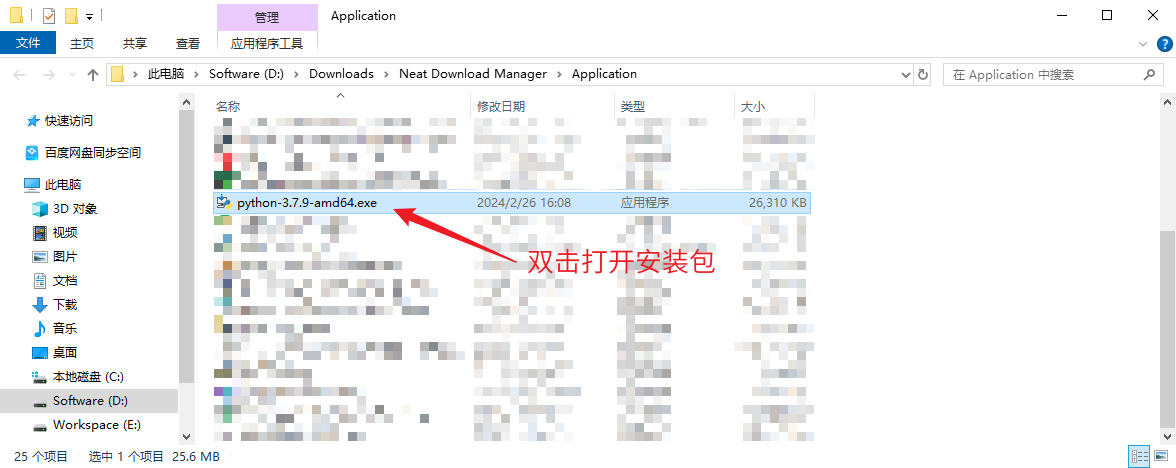 管理
Application
文件
主页
共享
查看
应用程序工具
此电脑
Software (D:)
Downloads
Neat Download Manager
Application
在 Application 中搜索
名称
修改日期
类型
大小
快速访问
百度网盘同步空间
此电脑
3D 对象
视频
图片
文档
下载
音乐
桌面
本地磁盘 (C:)
Software (D:)
Workspace (E:)
python-3.7.9-amd64.exe
2024/2/26 16:08
应用程序
26,310 KB
双击打开安装包
25 个项目
选中 1 个项目
25.6 MB